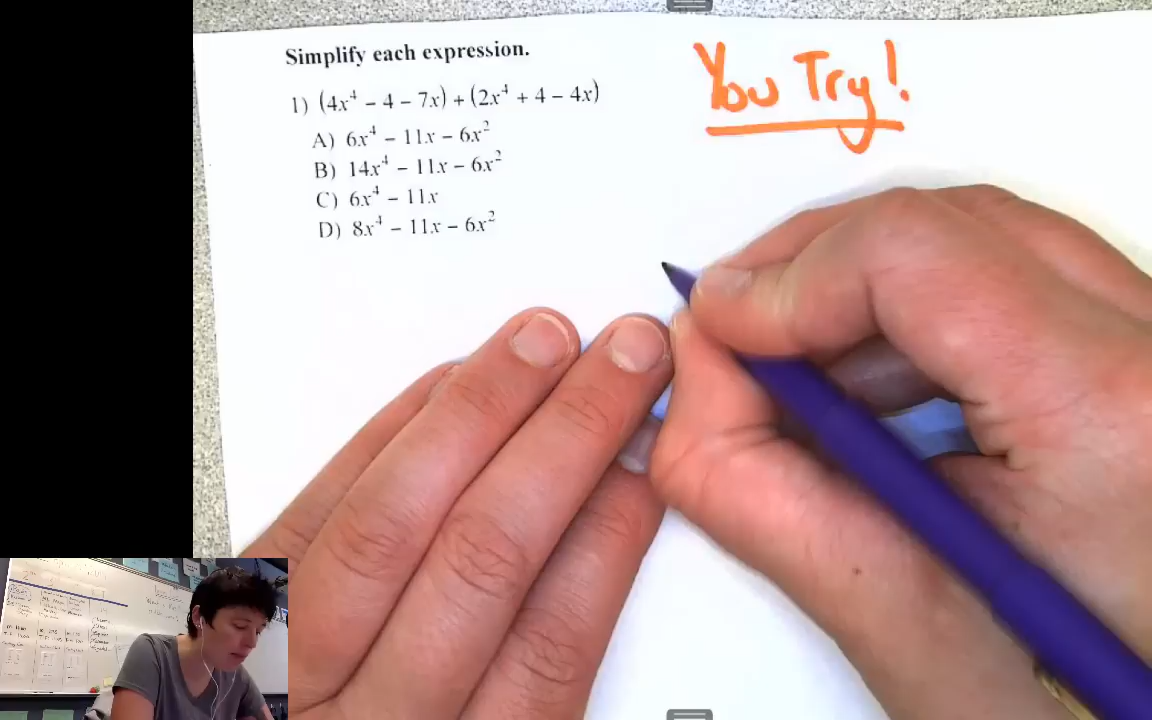 Simplify each expression.
You Try!
1) (4x⁴ − 4 − 7x) + (2x⁴ + 4 − 4x)
A) 6x⁴ − 11x − 6x²
B) 14x⁴ − 11x − 6x²
C) 6x⁴ − 11x
D) 8x⁴ − 11x − 6x²